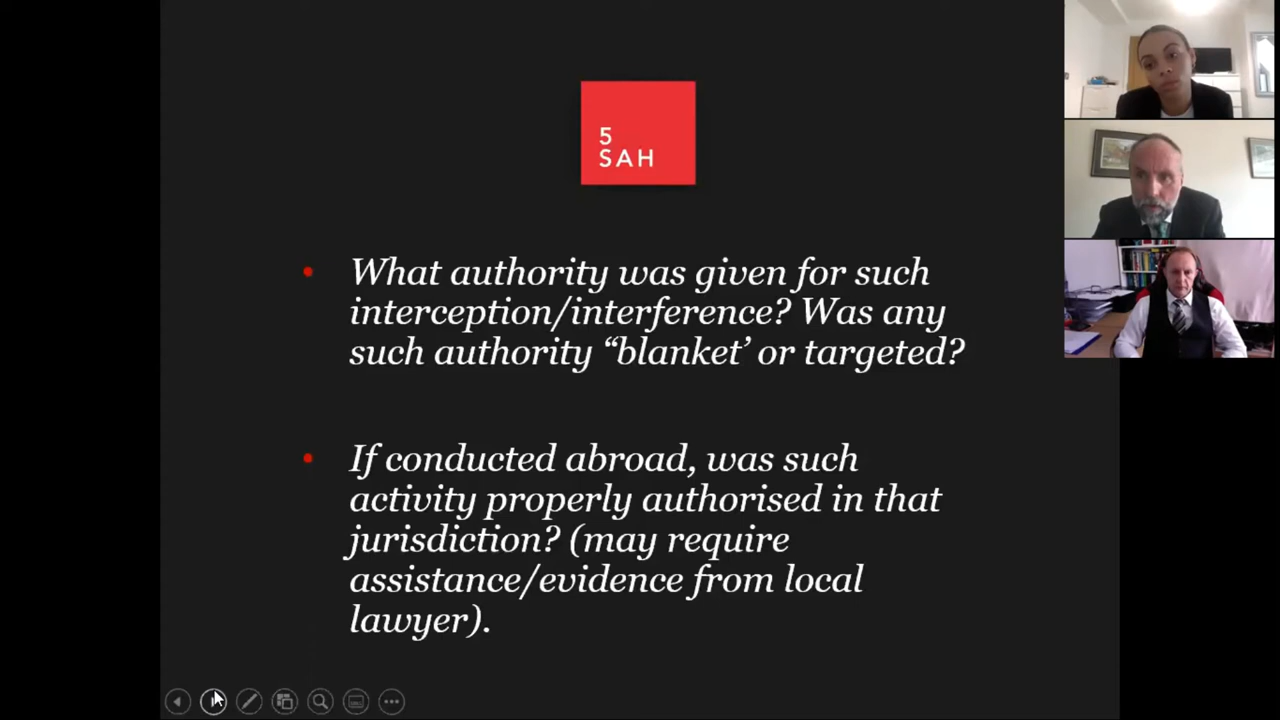 5
SAH
• What authority was given for such
interception/interference? Was any
such authority “blanket’ or targeted?
• If conducted abroad, was such
activity properly authorised in that
jurisdiction? (may require
assistance/evidence from local
lawyer).